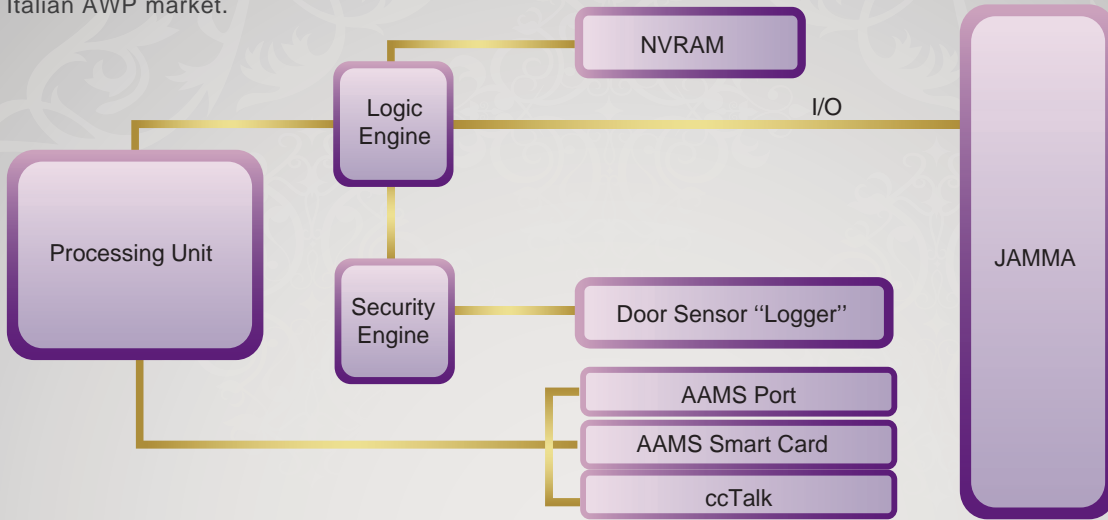 Italian AWP market.
NVRAM
Logic
Engine
I/O
Processing Unit
JAMMA
Security
Engine
Door Sensor ‘‘Logger’’
AAMS Port
AAMS Smart Card
ccTalk